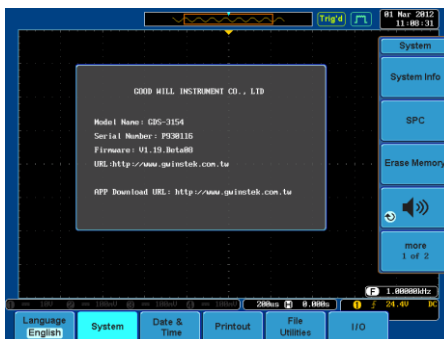 Trig'd
01 Mar 2012
11:08:31
System
System Info
GOOD WILL INSTRUMENT CO., LTD
Model Name: GDS-3154
Serial Number: P930116
Firmware: V1.19.Beta08
URL:http://www.gwinstek.com.tw
APP Download URL: http://www.gwinstek.com.tw
SPC
Erase Memory
more
1 of 2
F 1.00000kHz
200us H 0.000s
1 24.4V DC
Language
English
System
Date &
Time
Printout
File
Utilities
I/O